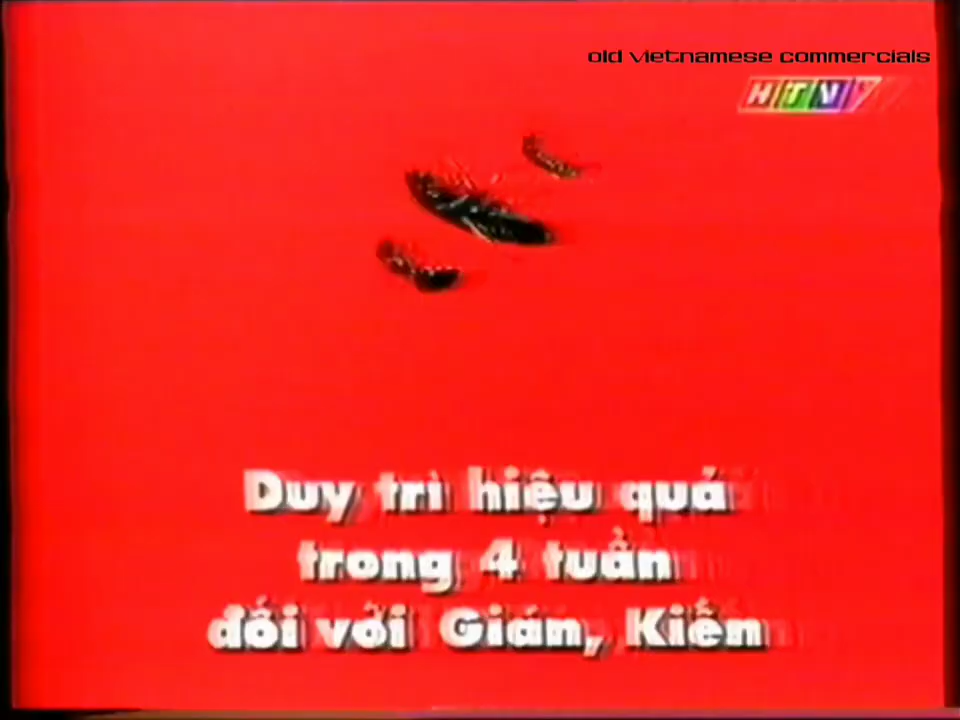 old vietnamese commercials
HTV7
Duy trì hiệu quả
trong 4 tuần
đối với Gián, Kiến